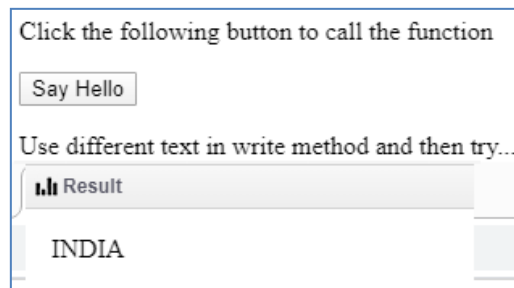 Click the following button to call the function
Say Hello
Use different text in write method and then try...
Result
INDIA